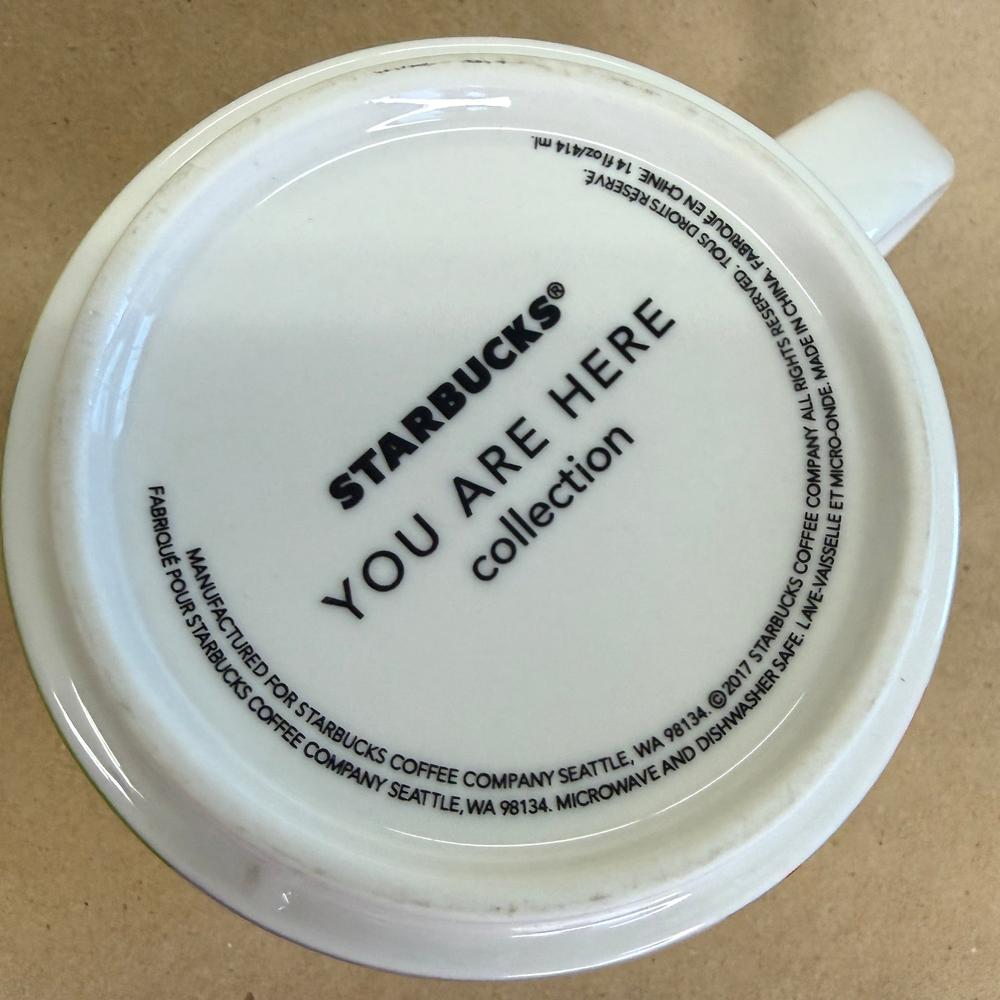 STARBUCKS®
YOU ARE HERE
collection
MANUFACTURED FOR STARBUCKS COFFEE COMPANY SEATTLE, WA 98134. ©2017 STARBUCKS COFFEE COMPANY ALL RIGHTS RESERVED. TOUS DROITS RÉSERVÉ.
FABRIQUÉ POUR STARBUCKS COFFEE COMPANY SEATTLE, WA 98134. MICROWAVE AND DISHWASHER SAFE. LAVE-VAISSELLE ET MICRO-ONDE. MADE IN CHINA. FABRIQUÉ EN CHINE. 14 fl oz/414 ml.